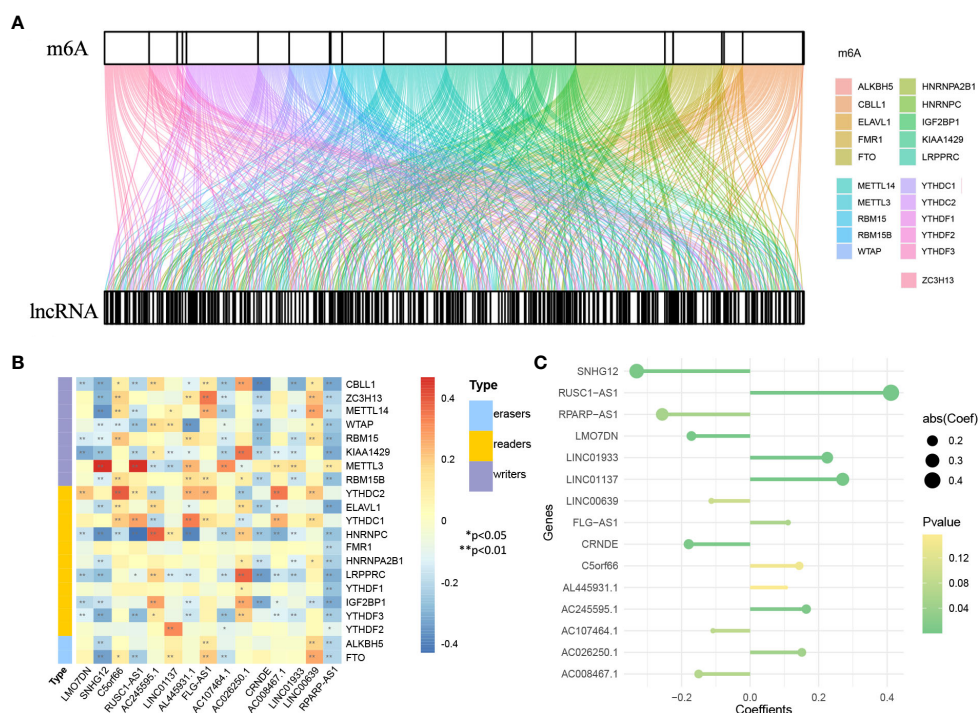 A
m6A
lncRNA
m6A
ALKBH5
CBLL1
ELAVL1
FMR1
FTO
HNRNPA2B1
HNRNPC
IGF2BP1
KIAA1429
LRPPRC
METTL14
METTL3
RBM15
RBM15B
WTAP
YTHDC1
YTHDC2
YTHDF1
YTHDF2
YTHDF3
ZC3H13
B
CBLL1
ZC3H13
METTL14
WTAP
RBM15
KIAA1429
METTL3
RBM15B
YTHDC2
ELAVL1
YTHDC1
HNRNPC
FMR1
HNRNPA2B1
LRPPRC
YTHDF1
IGF2BP1
YTHDF3
YTHDF2
ALKBH5
FTO
Type
LMO7DN
SNHG12
C5orf66
RUSC1-AS1
AC245595.1
LINC01137
AL445931.1
FLG-AS1
AC107464.1
AC026250.1
CRNDE
AC008467.1
LINC01933
LINC00639
RPARP-AS1
0.4
0.2
0
-0.2
-0.4
Type
erasers
readers
writers
*p<0.05
**p<0.01
C
Genes
SNHG12
RUSC1-AS1
RPARP-AS1
LMO7DN
LINC01933
LINC01137
LINC00639
FLG-AS1
CRNDE
C5orf66
AL445931.1
AC245595.1
AC107464.1
AC026250.1
AC008467.1
−0.2
0.0
0.2
0.4
Coeffients
abs(Coef)
0.2
0.3
0.4
Pvalue
0.12
0.08
0.04